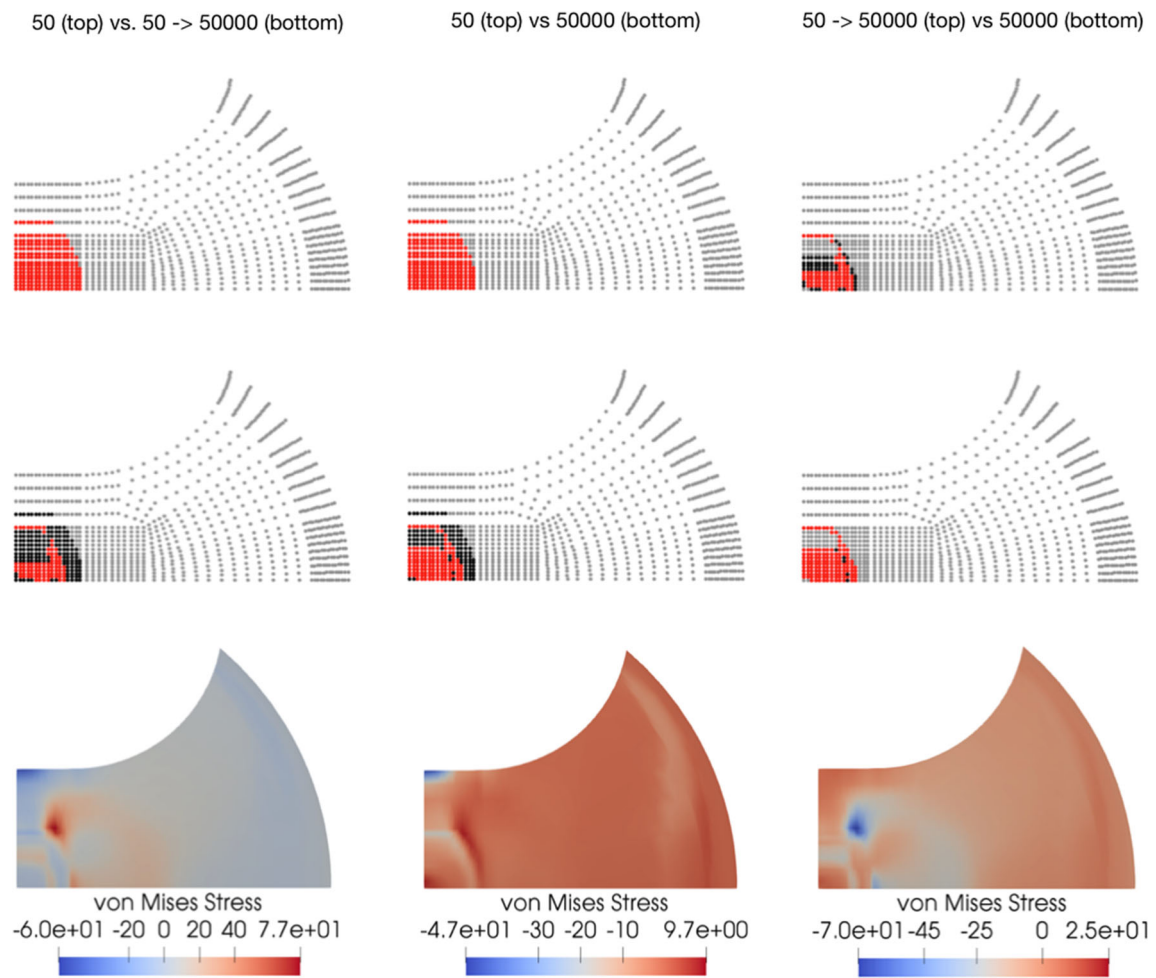 50 (top) vs. 50 -> 50000 (bottom)
50 (top) vs 50000 (bottom)
50 -> 50000 (top) vs 50000 (bottom)
von Mises Stress
-6.0e+01 -20 0 20 40 7.7e+01
von Mises Stress
-4.7e+01 -30 -20 -10 9.7e+00
von Mises Stress
-7.0e+01 -45 -25 0 2.5e+01